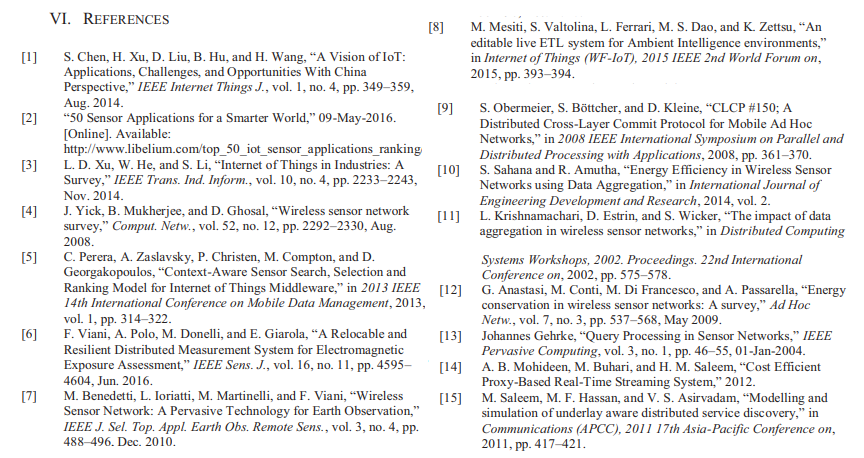 VI. REFERENCES
[1] S. Chen, H. Xu, D. Liu, B. Hu, and H. Wang, “A Vision of IoT:
Applications, Challenges, and Opportunities With China
Perspective,” IEEE Internet Things J., vol. 1, no. 4, pp. 349–359,
Aug. 2014.
[2] “50 Sensor Applications for a Smarter World,” 09-May-2016.
[Online]. Available:
http://www.libelium.com/top_50_iot_sensor_applications_ranking/
[3] L. D. Xu, W. He, and S. Li, “Internet of Things in Industries: A
Survey,” IEEE Trans. Ind. Inform., vol. 10, no. 4, pp. 2233–2243,
Nov. 2014.
[4] J. Yick, B. Mukherjee, and D. Ghosal, “Wireless sensor network
survey,” Comput. Netw., vol. 52, no. 12, pp. 2292–2330, Aug.
2008.
[5] C. Perera, A. Zaslavsky, P. Christen, M. Compton, and D.
Georgakopoulos, “Context-Aware Sensor Search, Selection and
Ranking Model for Internet of Things Middleware,” in 2013 IEEE
14th International Conference on Mobile Data Management, 2013,
vol. 1, pp. 314–322.
[6] F. Viani, A. Polo, M. Donelli, and E. Giarola, “A Relocable and
Resilient Distributed Measurement System for Electromagnetic
Exposure Assessment,” IEEE Sens. J., vol. 16, no. 11, pp. 4595–
4604, Jun. 2016.
[7] M. Benedetti, L. Ioriatti, M. Martinelli, and F. Viani, “Wireless
Sensor Network: A Pervasive Technology for Earth Observation,”
IEEE J. Sel. Top. Appl. Earth Obs. Remote Sens., vol. 3, no. 4, pp.
488–496. Dec. 2010.
[8] M. Mesiti, S. Valtolina, L. Ferrari, M. S. Dao, and K. Zettsu, “An
editable live ETL system for Ambient Intelligence environments,”
in Internet of Things (WF-IoT), 2015 IEEE 2nd World Forum on,
2015, pp. 393–394.
[9] S. Obermeier, S. Böttcher, and D. Kleine, “CLCP #150; A
Distributed Cross-Layer Commit Protocol for Mobile Ad Hoc
Networks,” in 2008 IEEE International Symposium on Parallel and
Distributed Processing with Applications, 2008, pp. 361–370.
[10] S. Sahana and R. Amutha, “Energy Efficiency in Wireless Sensor
Networks using Data Aggregation,” in International Journal of
Engineering Development and Research, 2014, vol. 2.
[11] L. Krishnamachari, D. Estrin, and S. Wicker, “The impact of data
aggregation in wireless sensor networks,” in Distributed Computing
Systems Workshops, 2002. Proceedings. 22nd International
Conference on, 2002, pp. 575–578.
[12] G. Anastasi, M. Conti, M. Di Francesco, and A. Passarella, “Energy
conservation in wireless sensor networks: A survey,” Ad Hoc
Netw., vol. 7, no. 3, pp. 537–568, May 2009.
[13] Johannes Gehrke, “Query Processing in Sensor Networks,” IEEE
Pervasive Computing, vol. 3, no. 1, pp. 46–55, 01-Jan-2004.
[14] A. B. Mohideen, M. Buhari, and H. M. Saleem, “Cost Efficient
Proxy-Based Real-Time Streaming System,” 2012.
[15] M. Saleem, M. F. Hassan, and V. S. Asirvadam, “Modelling and
simulation of underlay aware distributed service discovery,” in
Communications (APCC), 2011 17th Asia-Pacific Conference on,
2011, pp. 417–421.